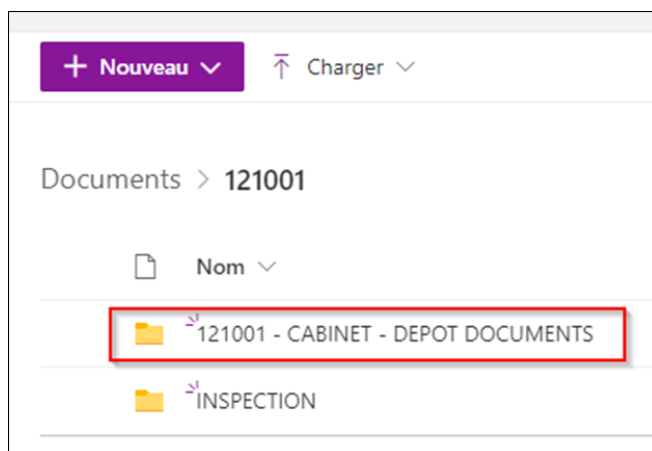 + Nouveau
Charger
Documents > 121001
Nom
121001 - CABINET - DEPOT DOCUMENTS
INSPECTION